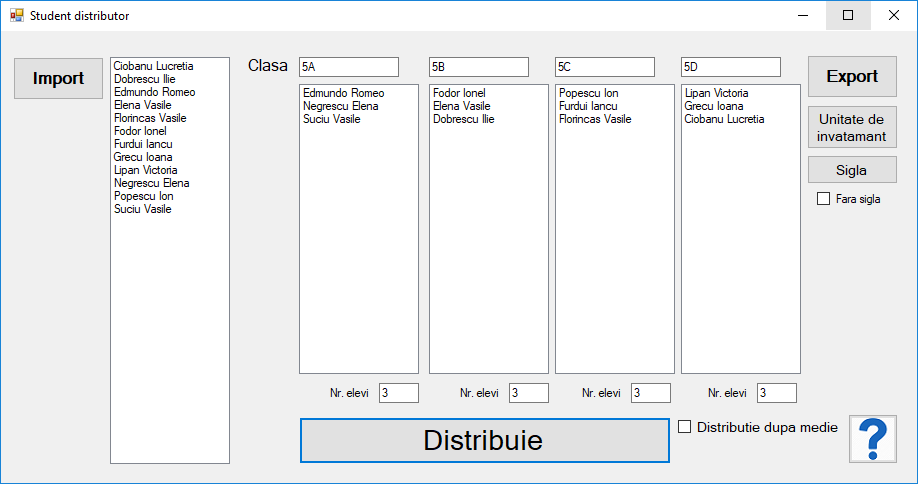 Student distributor
Import
Ciobanu Lucretia
Dobrescu Ilie
Edmundo Romeo
Elena Vasile
Florincas Vasile
Fodor Ionel
Furdui Iancu
Grecu Ioana
Lipan Victoria
Negrescu Elena
Popescu Ion
Suciu Vasile
Clasa
5A
Edmundo Romeo
Negrescu Elena
Suciu Vasile
Nr. elevi 3
5B
Fodor Ionel
Elena Vasile
Dobrescu Ilie
Nr. elevi 3
5C
Popescu Ion
Furdui Iancu
Florincas Vasile
Nr. elevi 3
5D
Lipan Victoria
Grecu Ioana
Ciobanu Lucretia
Nr. elevi 3
Export
Unitate de
invatamant
Sigla
Fara sigla
Distribuie
Distributie dupa medie
?